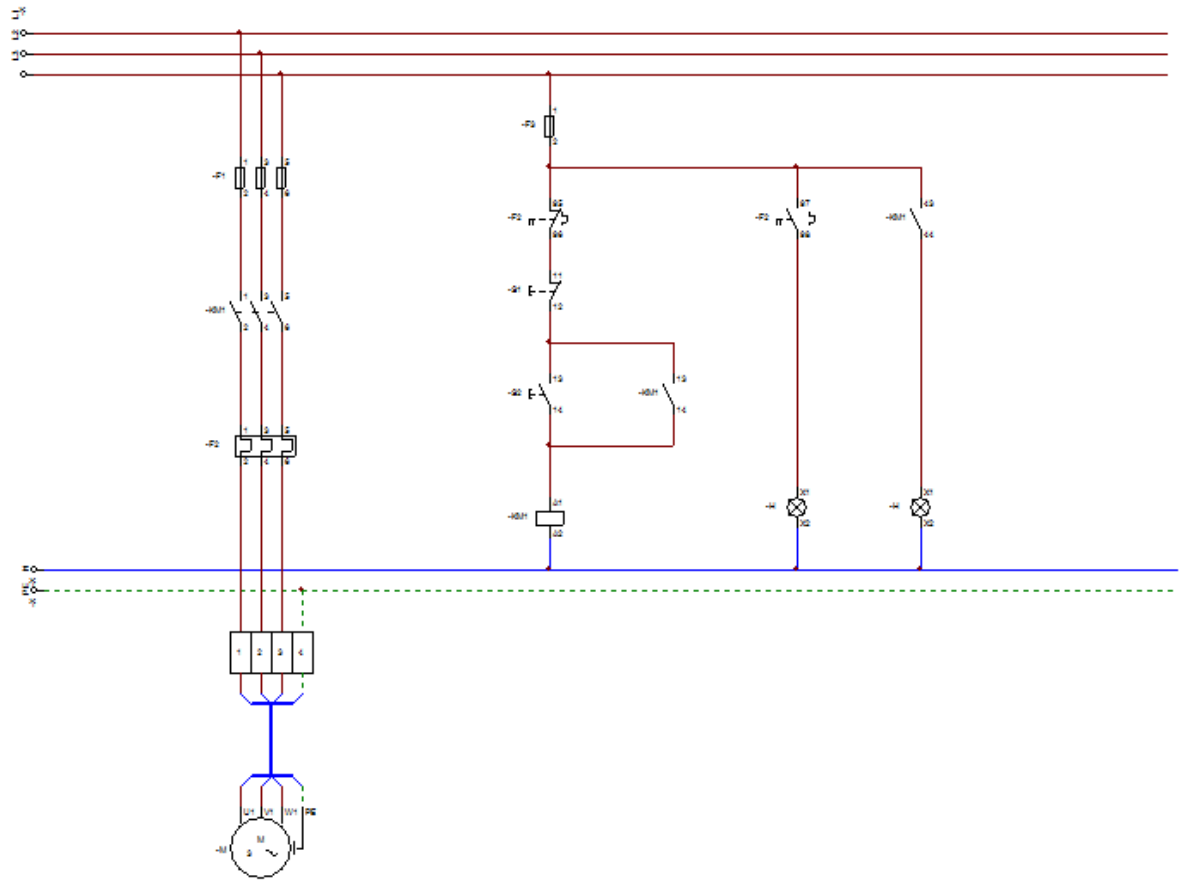 L1
L2
L3
1
-F3
2
1 3 5
-F1
2 4 6
95
-F2
96
97
-F2
98
43
-KM1
44
11
-S1
12
1 3 5
-KM1
2 4 6
13
-S2
14
13
-KM1
14
1 3 5
-F2
2 4 6
A1
-KM1
A2
X1
-H
X2
X1
-H
X2
N
PE
1 2 3 4
U1 V1 W1 PE
M
-M
3